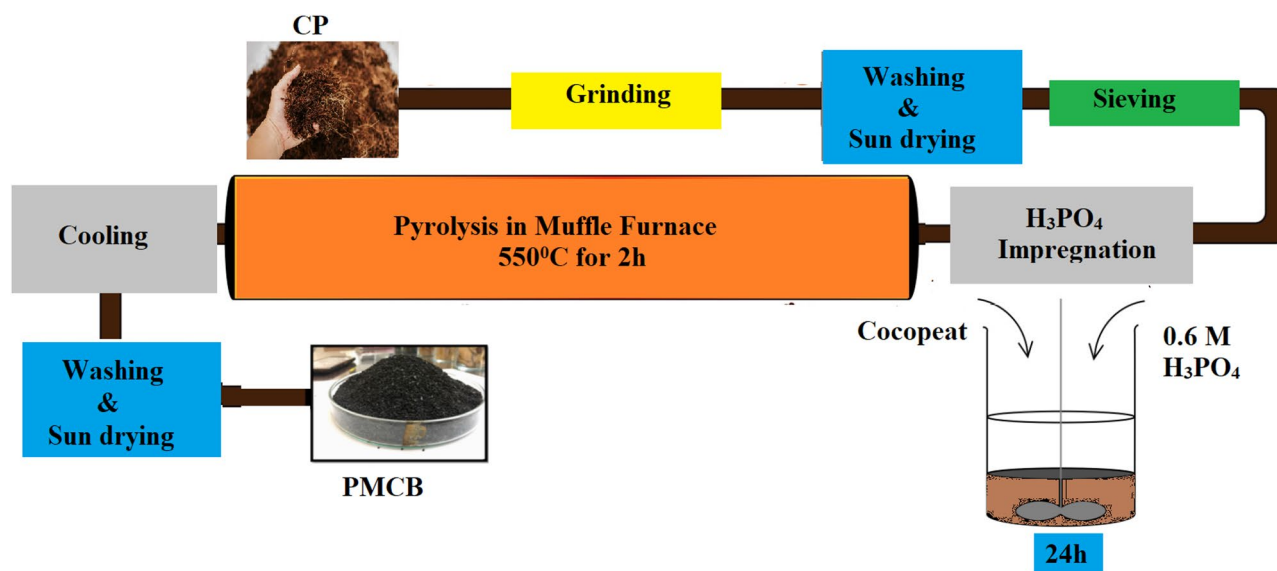 CP
Grinding
Washing
&
Sun drying
Sieving
Cooling
Pyrolysis in Muffle Furnace
550⁰C for 2h
H₃PO₄
Impregnation
Cocopeat
0.6 M
H₃PO₄
Washing
&
Sun drying
PMCB
24h